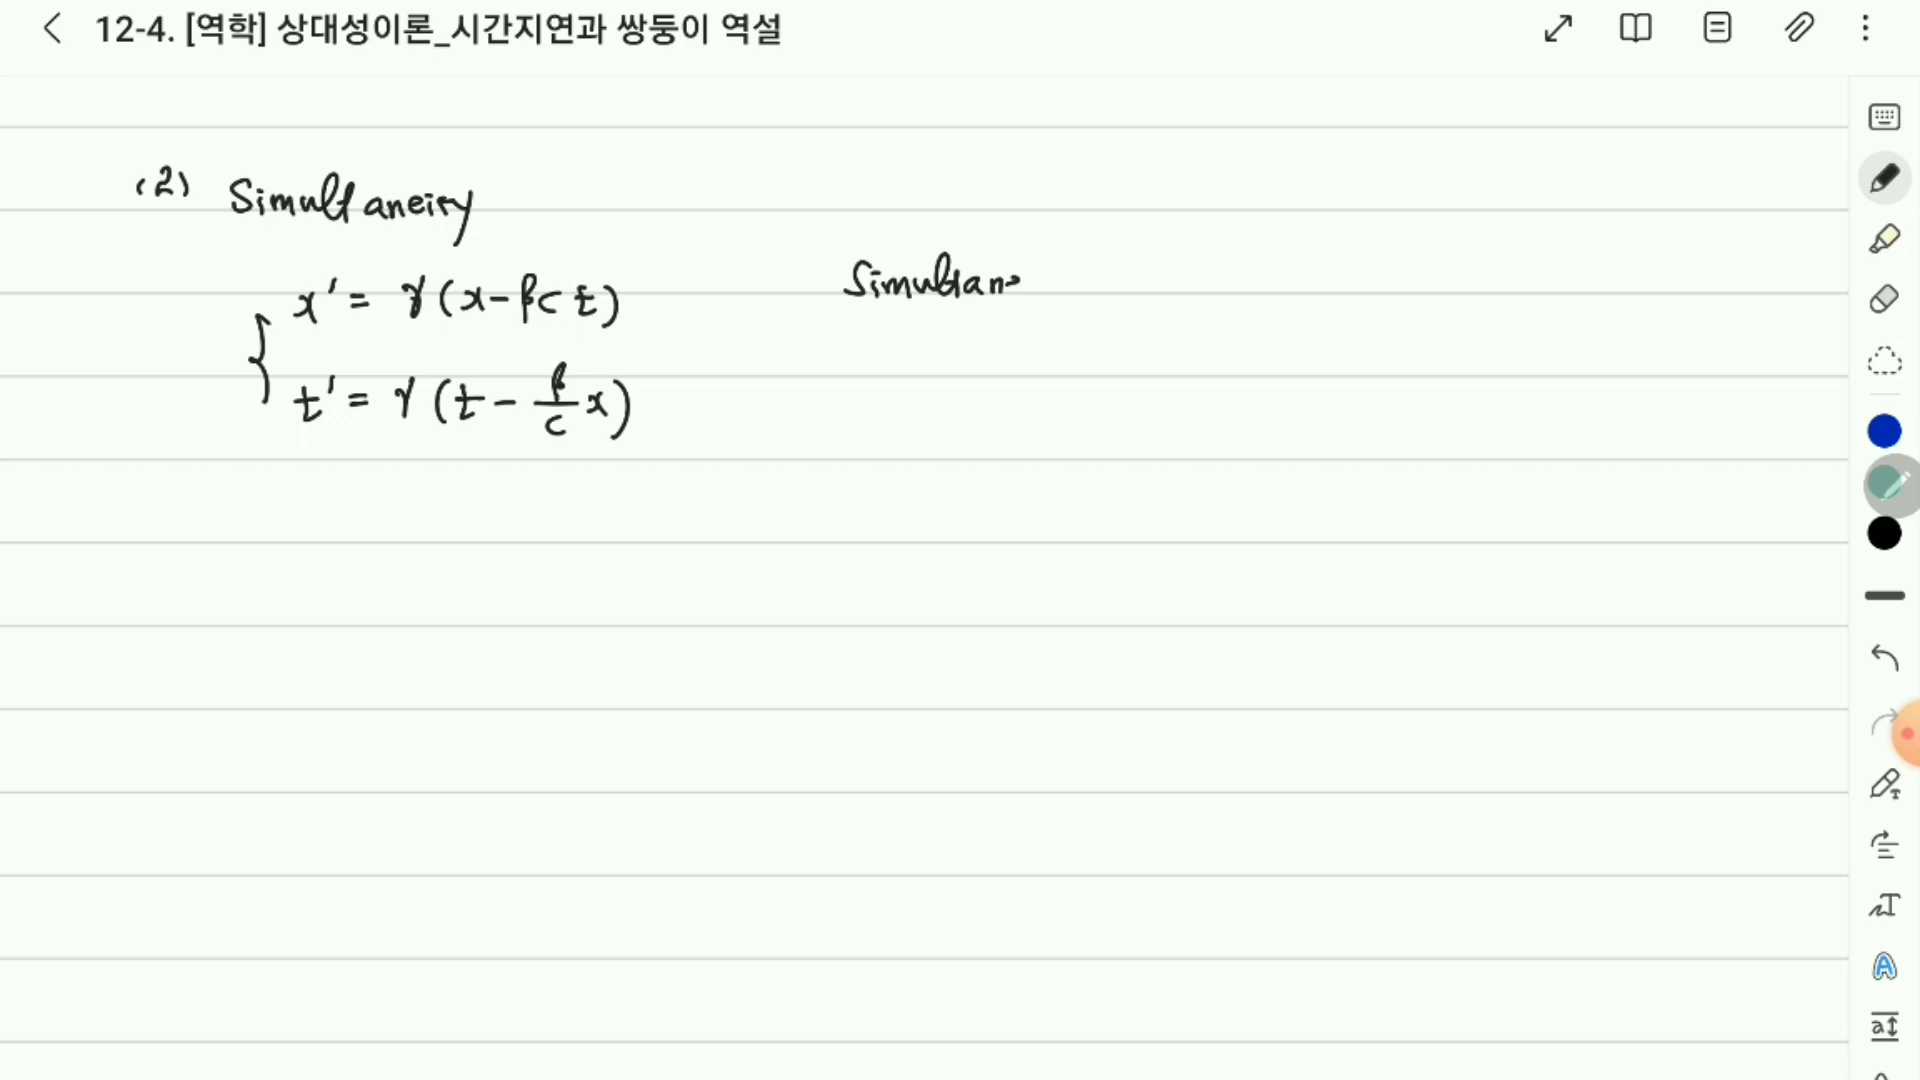 12-4. [역학] 상대성이론_시간지연과 쌍둥이 역설
(2) Simultaneity
x' = γ(x-βct)
Simultane
t' = γ(t - β/c x)